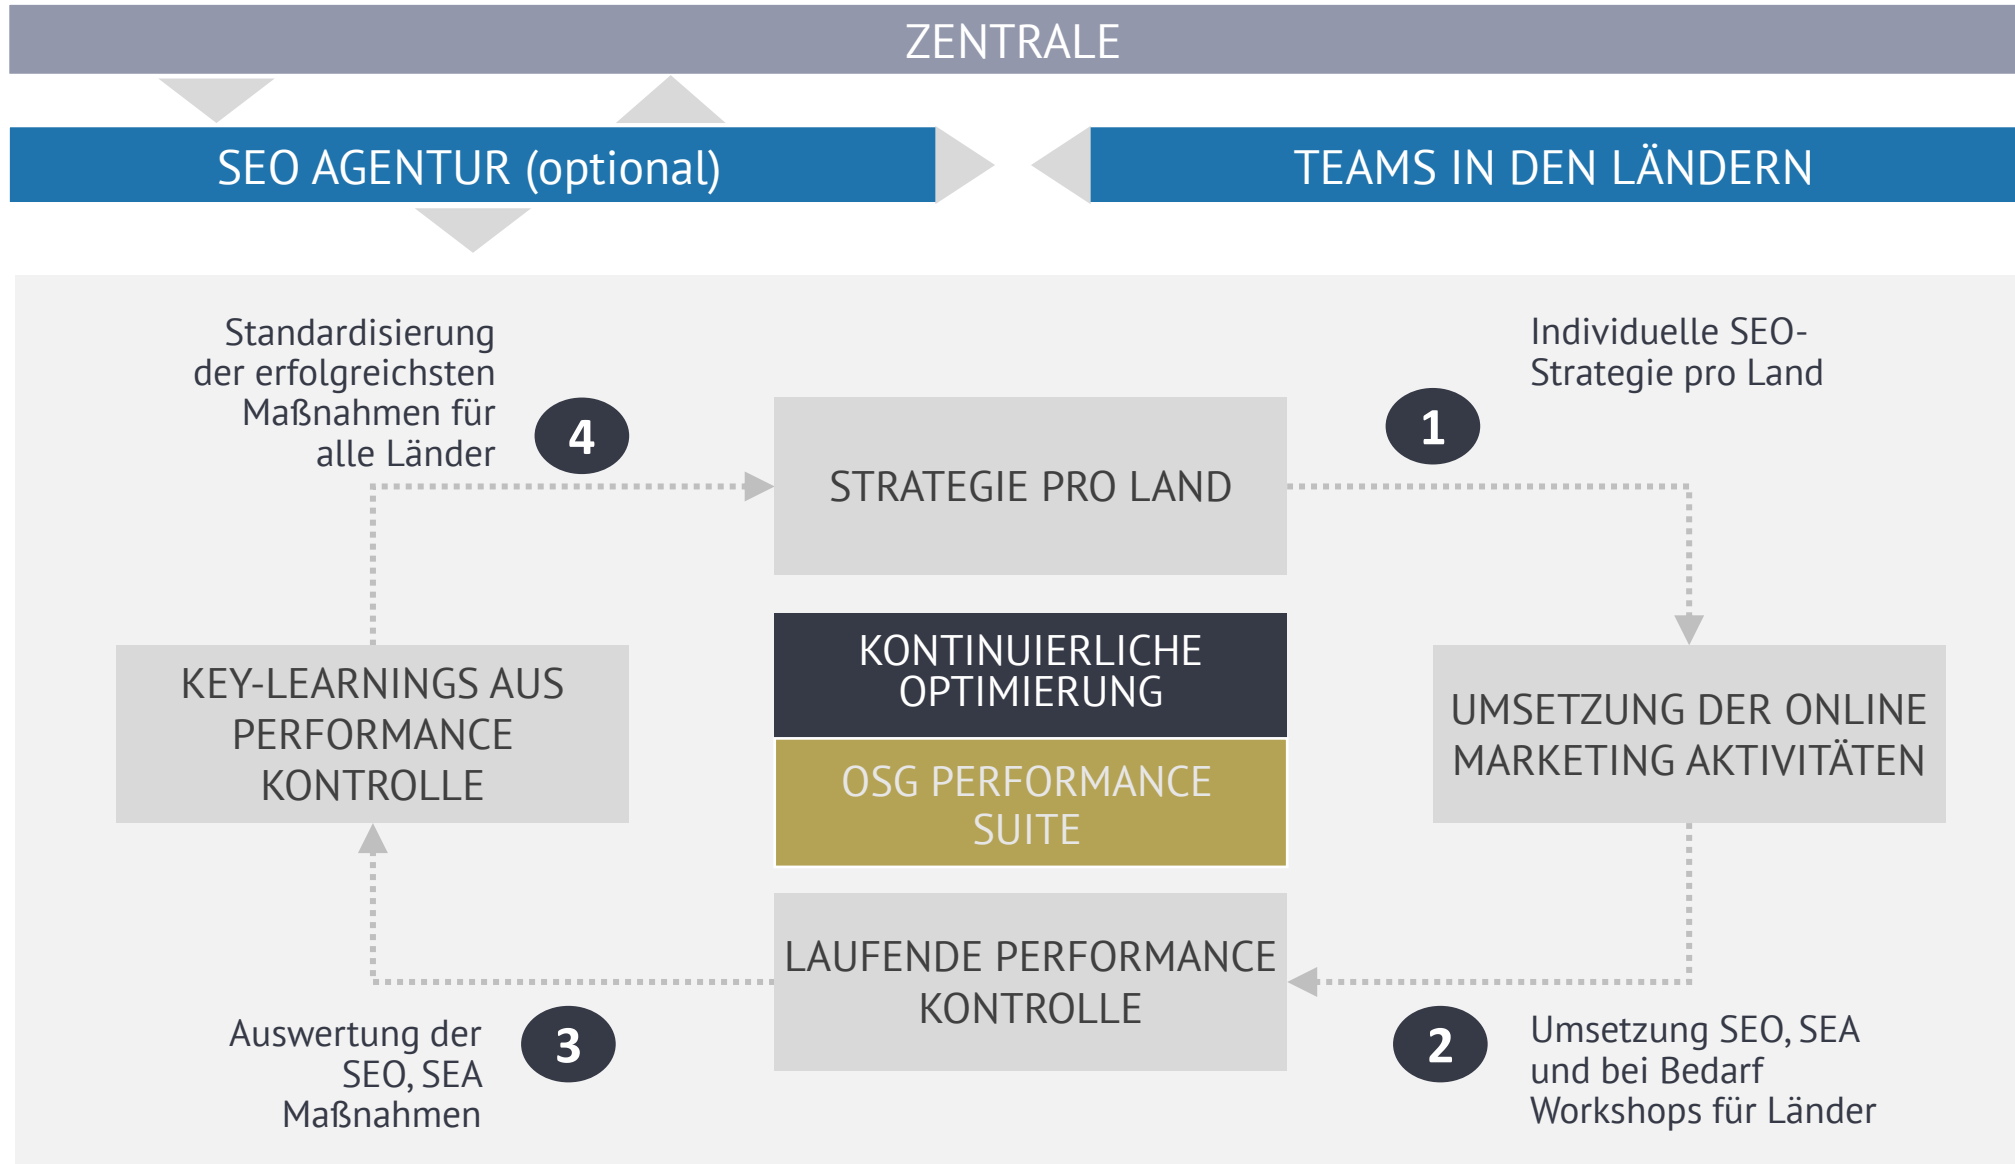 ZENTRALE
SEO AGENTUR (optional)
TEAMS IN DEN LÄNDERN
Standardisierung
der erfolgreichsten
Maßnahmen für
alle Länder
4
STRATEGIE PRO LAND
1
Individuelle SEO-
Strategie pro Land
KEY-LEARNINGS AUS
PERFORMANCE
KONTROLLE
KONTINUIERLICHE
OPTIMIERUNG
OSG PERFORMANCE
SUITE
UMSETZUNG DER ONLINE
MARKETING AKTIVITÄTEN
LAUFENDE PERFORMANCE
KONTROLLE
Auswertung der
SEO, SEA
Maßnahmen
3
2
Umsetzung SEO, SEA
und bei Bedarf
Workshops für Länder